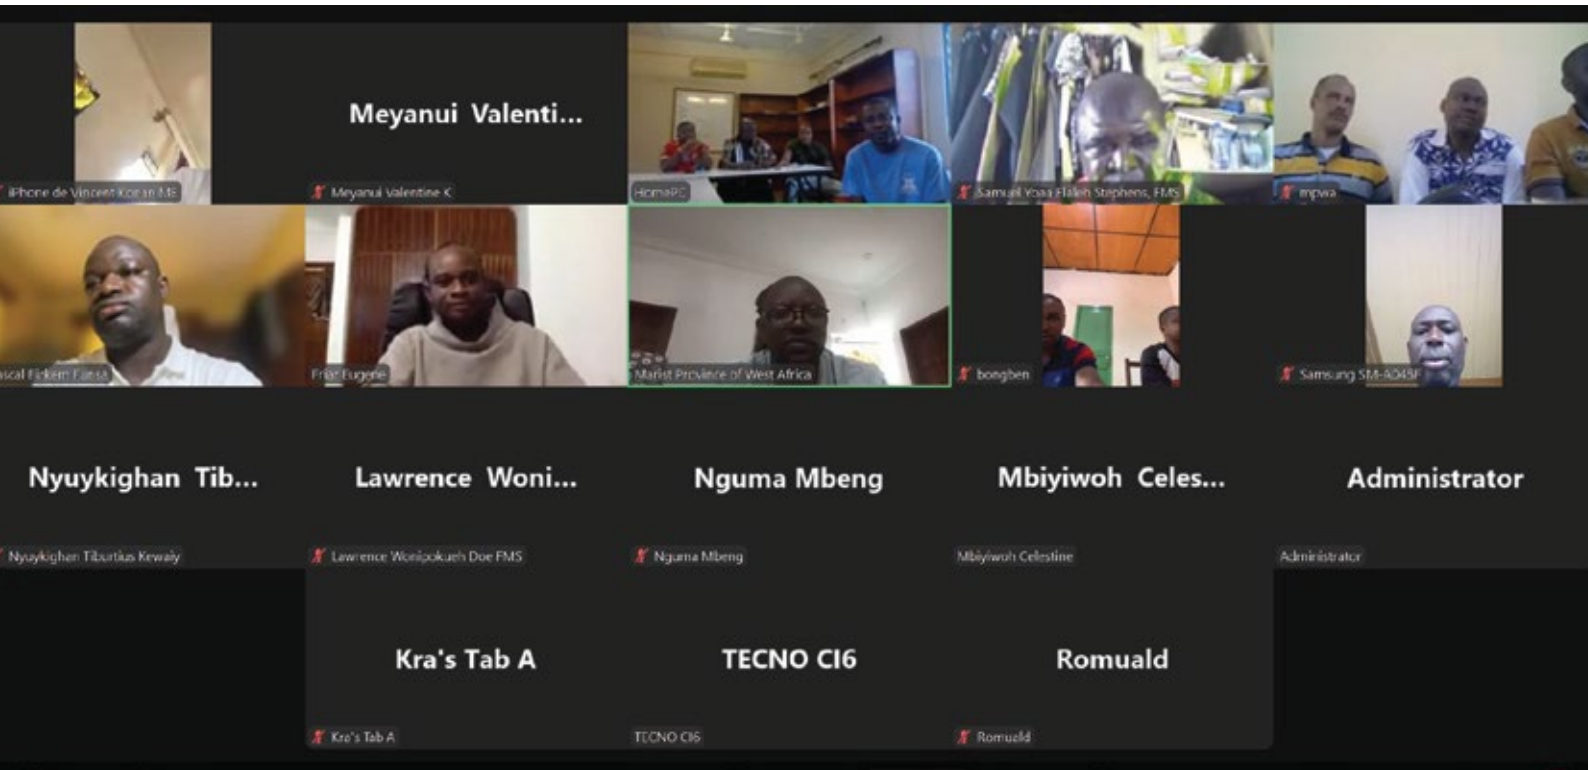 Meyanui Valenti...
iPhone de Vincent Konan MS
Meyanui Valentine K
HomePC
Samuel Yoaa Flaleh Stephens, FMS
mpwa
Friar Eugene
Marist Province of West Africa
bongben
Samsung SM-A045F
Nyuykighan Tib...
Lawrence Woni...
Nguma Mbeng
Mbiyiwoh Celes...
Administrator
Nyuykighan Tiburtius Kewaiy
Lawrence Wonipokueh Doe FMS
Nguma Mbeng
Mbiyiwoh Celestine
Administrator
Kra's Tab A
TECNO CI6
Romuald
Kra's Tab A
TECNO CI6
Romuald